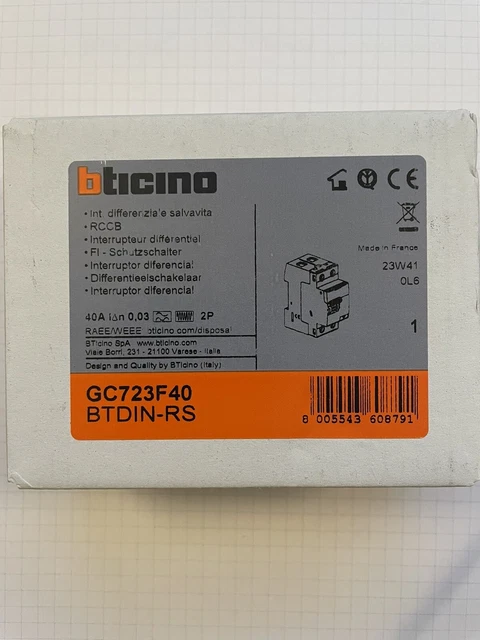 bticino
CE
• Int. differenziale salvavita
• RCCB
• Interrupteur différentiel
• FI - Schutzschalter
• Interruptor diferencial
• Differentieelschakelaar
• Interruptor diferencial
Made in France
23W41
0L6
40A I∆n 0,03 2P
1
RAEE/WEEE bticino.com/disposal
BTicino SpA www.bticino.com
Viale Borri, 231 - 21100 Varese - Italia
Design and Quality by BTicino (Italy)
GC723F40
BTDIN-RS
8 005543 608791